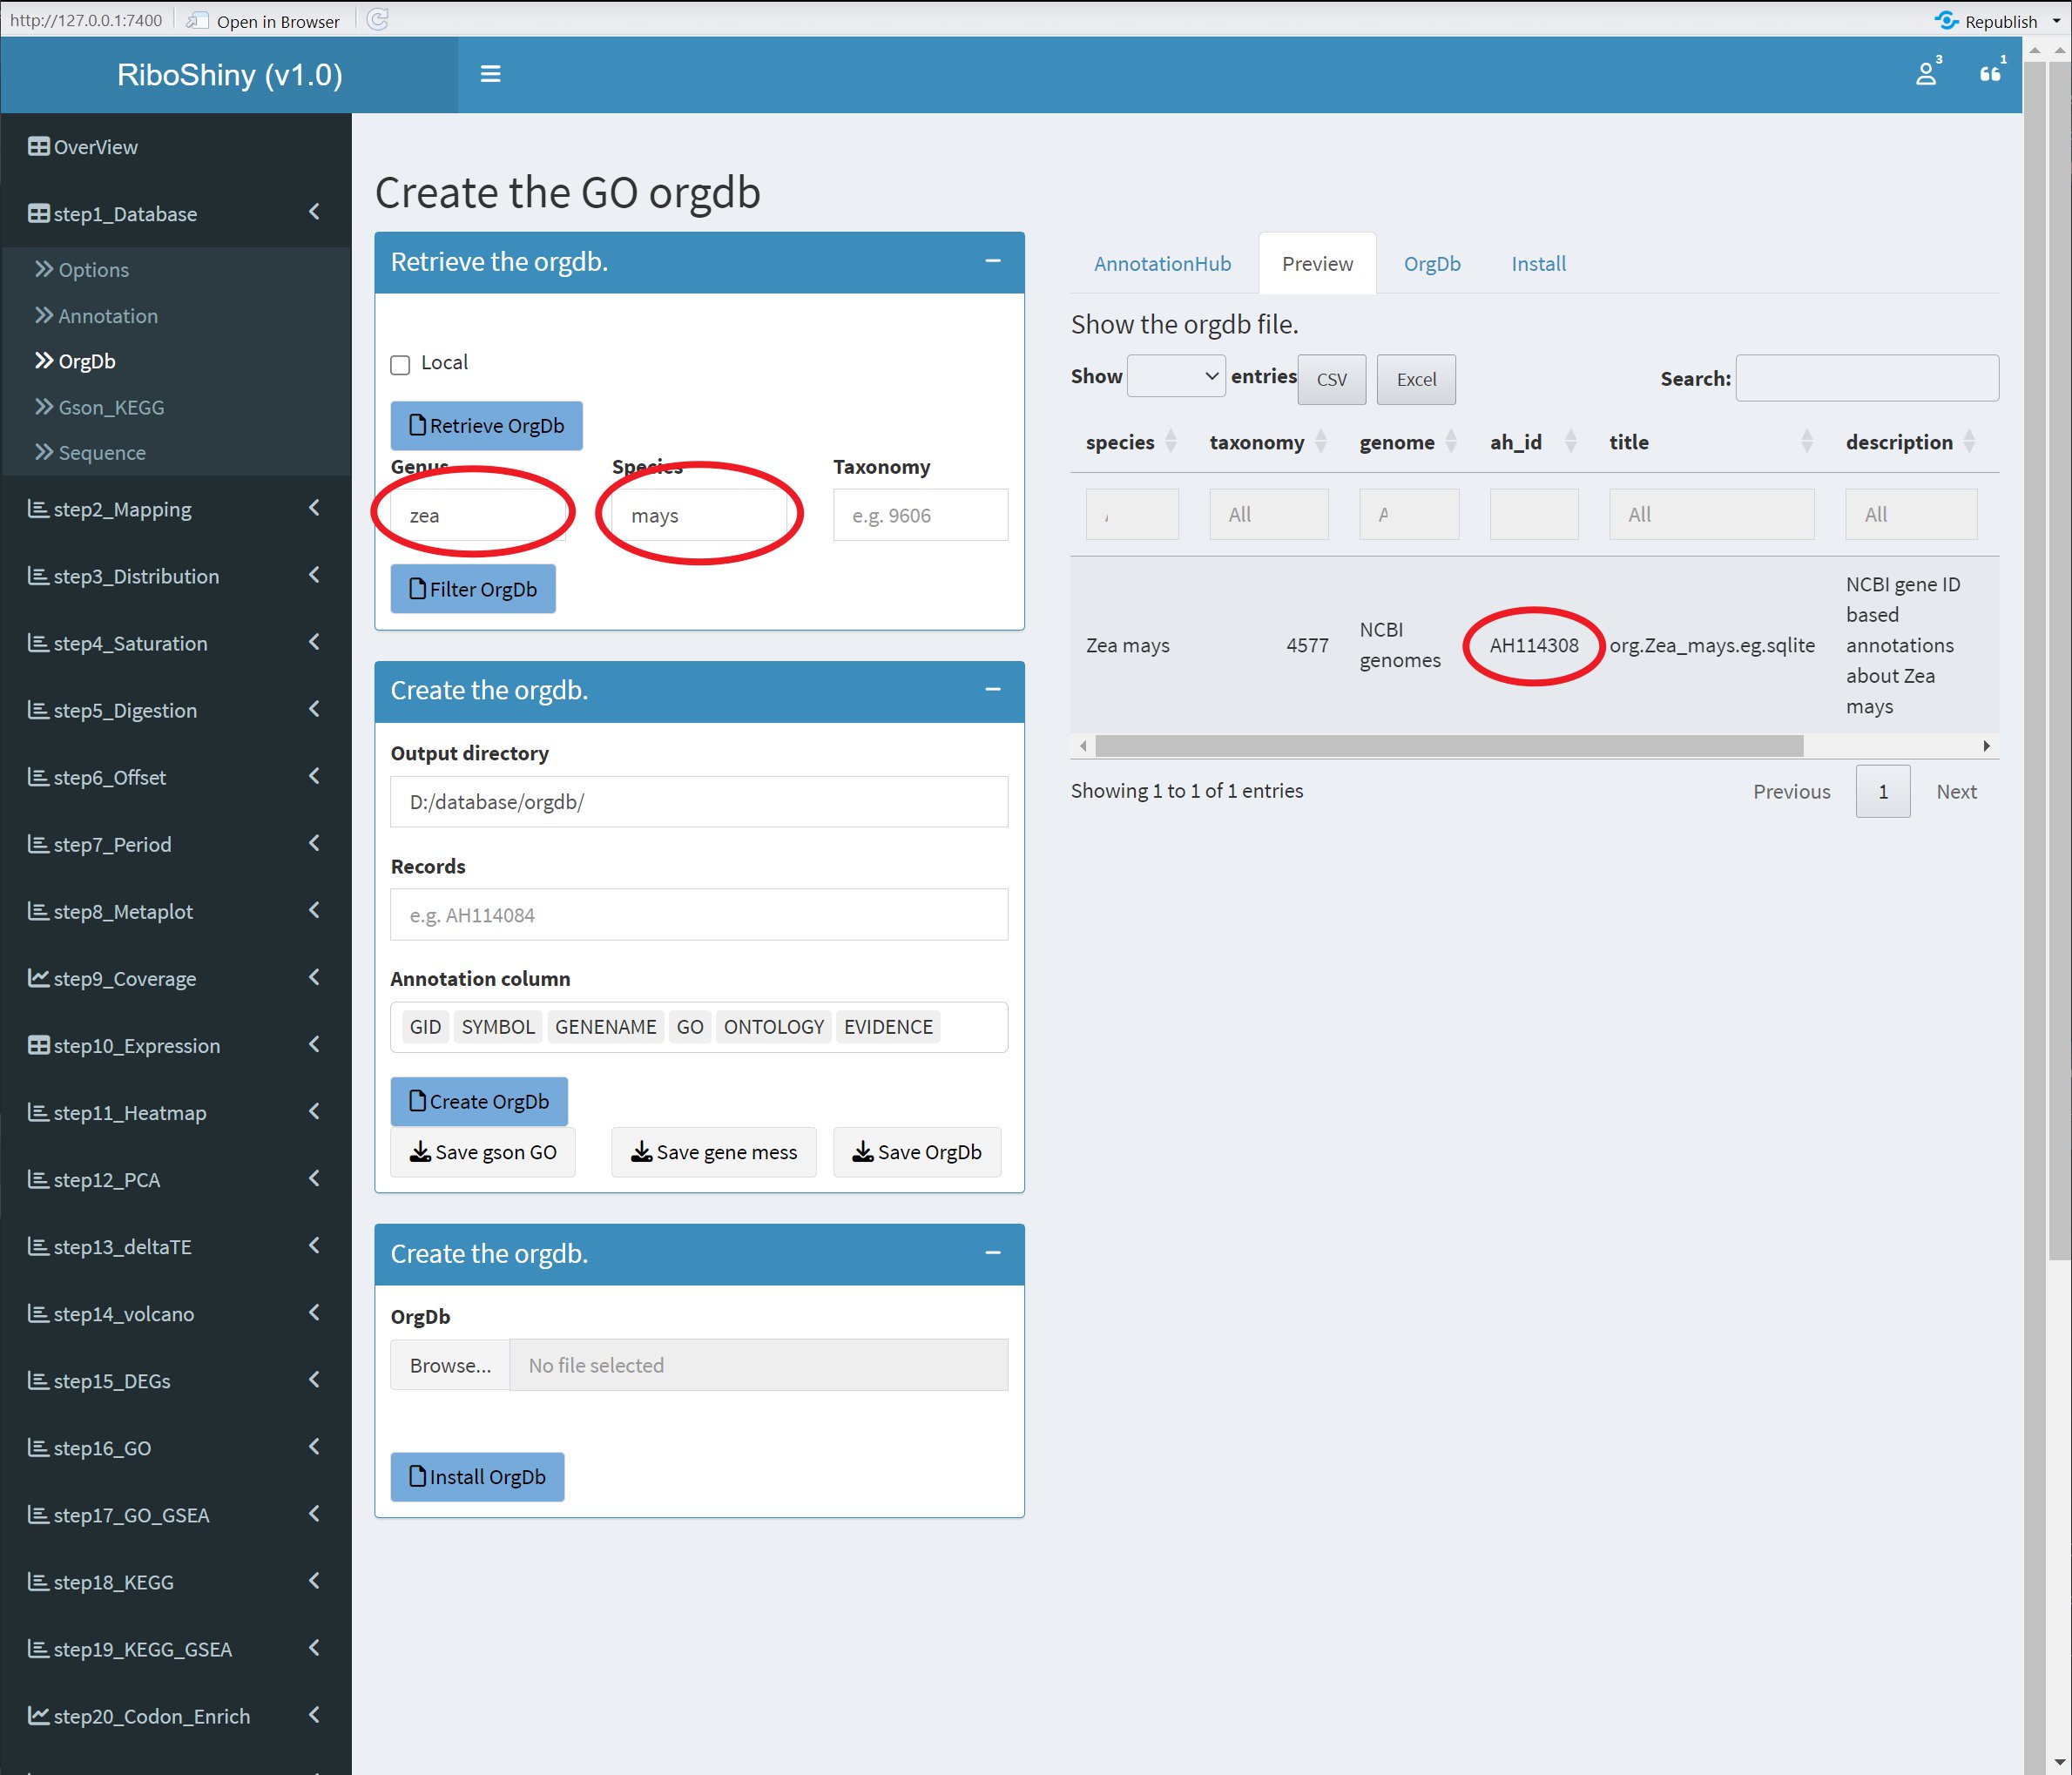 http://127.0.0.1:7400 Open in Browser Republish
RiboShiny (v1.0) 3 1
OverView
step1_Database
Options
Annotation
OrgDb
Gson_KEGG
Sequence
step2_Mapping
step3_Distribution
step4_Saturation
step5_Digestion
step6_Offset
step7_Period
step8_Metaplot
step9_Coverage
step10_Expression
step11_Heatmap
step12_PCA
step13_deltaTE
step14_volcano
step15_DEGs
step16_GO
step17_GO_GSEA
step18_KEGG
step19_KEGG_GSEA
step20_Codon_Enrich
Create the GO orgdb
Retrieve the orgdb.
Local
Retrieve OrgDb
Genus Species Taxonomy
zea mays e.g. 9606
Filter OrgDb
Create the orgdb.
Output directory
D:/database/orgdb/
Records
e.g. AH114084
Annotation column
GID SYMBOL GENENAME GO ONTOLOGY EVIDENCE
Create OrgDb
Save gson GO Save gene mess Save OrgDb
Create the orgdb.
OrgDb
Browse... No file selected
Install OrgDb
AnnotationHub Preview OrgDb Install
Show the orgdb file.
Show entries CSV Excel Search:
species taxonomy genome ah_id title description
All All All
Zea mays 4577 NCBI genomes AH114308 org.Zea_mays.eg.sqlite NCBI gene ID
based
annotations
about Zea
mays
Showing 1 to 1 of 1 entries Previous 1 Next